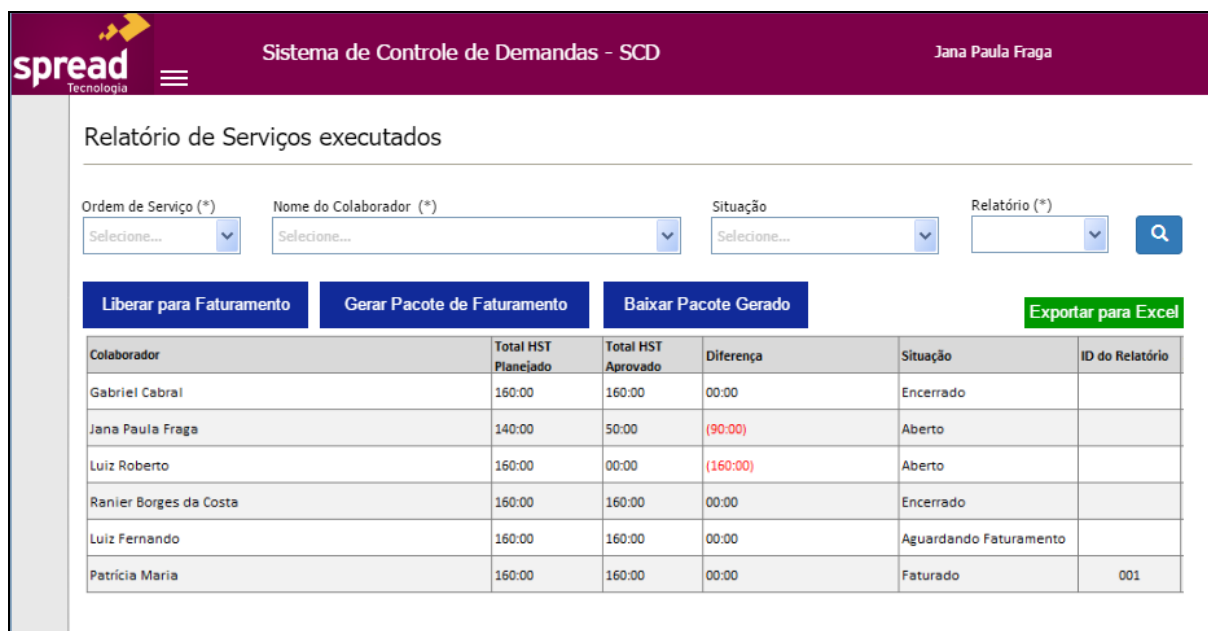 spread
Tecnologia
Sistema de Controle de Demandas - SCD
Jana Paula Fraga
Relatório de Serviços executados
Ordem de Serviço (*) Nome do Colaborador (*) Situação Relatório (*)
Selecione... Selecione... Selecione...
Liberar para Faturamento Gerar Pacote de Faturamento Baixar Pacote Gerado Exportar para Excel
Colaborador Total HST Planejado Total HST Aprovado Diferença Situação ID do Relatório
Gabriel Cabral 160:00 160:00 00:00 Encerrado
Jana Paula Fraga 140:00 50:00 (90:00) Aberto
Luiz Roberto 160:00 00:00 (160:00) Aberto
Ranier Borges da Costa 160:00 160:00 00:00 Encerrado
Luiz Fernando 160:00 160:00 00:00 Aguardando Faturamento
Patrícia Maria 160:00 160:00 00:00 Faturado 001